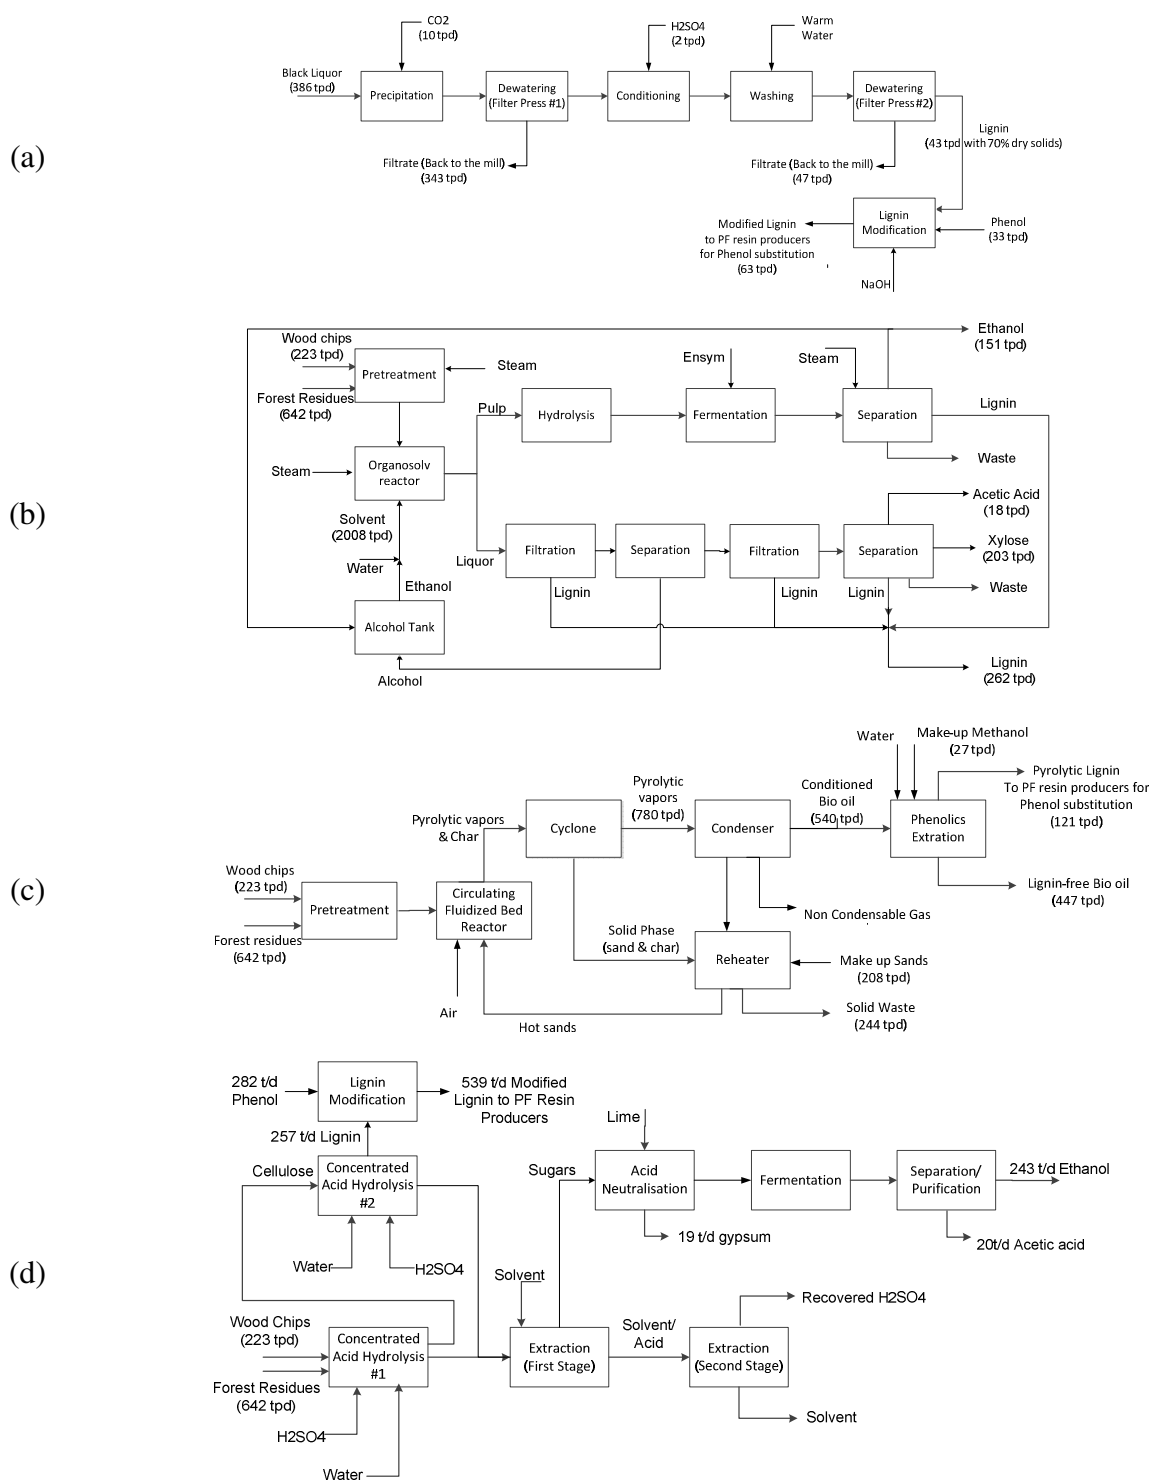 (a)
CO2
(10 tpd)
H2SO4
(2 tpd)
Warm
Water
Black Liquor
(386 tpd)
Precipitation
Dewatering
(Filter Press #1)
Conditioning
Washing
Dewatering
(Filter Press #2)
Filtrate (Back to the mill)
(343 tpd)
Filtrate (Back to the mill)
(47 tpd)
Lignin
(43 tpd with 70% dry solids)
Lignin
Modification
Phenol
(33 tpd)
Modified Lignin
to PF resin producers
for Phenol substitution
(63 tpd)
NaOH
(b)
Ethanol
(151 tpd)
Wood chips
(223 tpd)
Forest Residues
(642 tpd)
Pretreatment
Steam
Ensym
Steam
Pulp
Hydrolysis
Fermentation
Separation
Lignin
Waste
Steam
Organosolv
reactor
Solvent
(2008 tpd)
Water
Ethanol
Liquor
Filtration
Separation
Filtration
Separation
Acetic Acid
(18 tpd)
Xylose
(203 tpd)
Waste
Lignin
Lignin
Lignin
Alcohol Tank
Alcohol
Lignin
(262 tpd)
(c)
Water
Make-up Methanol
(27 tpd)
Pyrolytic vapors
& Char
Cyclone
Pyrolytic
vapors
(780 tpd)
Condenser
Conditioned
Bio oil
(540 tpd)
Phenolics
Extration
Pyrolytic Lignin
To PF resin producers for
Phenol substitution
(121 tpd)
Lignin-free Bio oil
(447 tpd)
Wood chips
(223 tpd)
Forest residues
(642 tpd)
Pretreatment
Circulating
Fluidized Bed
Reactor
Non Condensable Gas
Solid Phase
(sand & char)
Reheater
Make up Sands
(208 tpd)
Solid Waste
(244 tpd)
Air
Hot sands
(d)
282 t/d
Phenol
Lignin
Modification
539 t/d Modified
Lignin to PF Resin
Producers
257 t/d Lignin
Cellulose
Concentrated
Acid Hydrolysis
#2
Water
H2SO4
Lime
Sugars
Acid
Neutralisation
Fermentation
Separation/
Purification
243 t/d Ethanol
19 t/d gypsum
20t/d Acetic acid
Wood Chips
(223 tpd)
Forest Residues
(642 tpd)
Concentrated
Acid Hydrolysis
#1
H2SO4
Water
Solvent
Extraction
(First Stage)
Solvent/
Acid
Extraction
(Second Stage)
Recovered H2SO4
Solvent